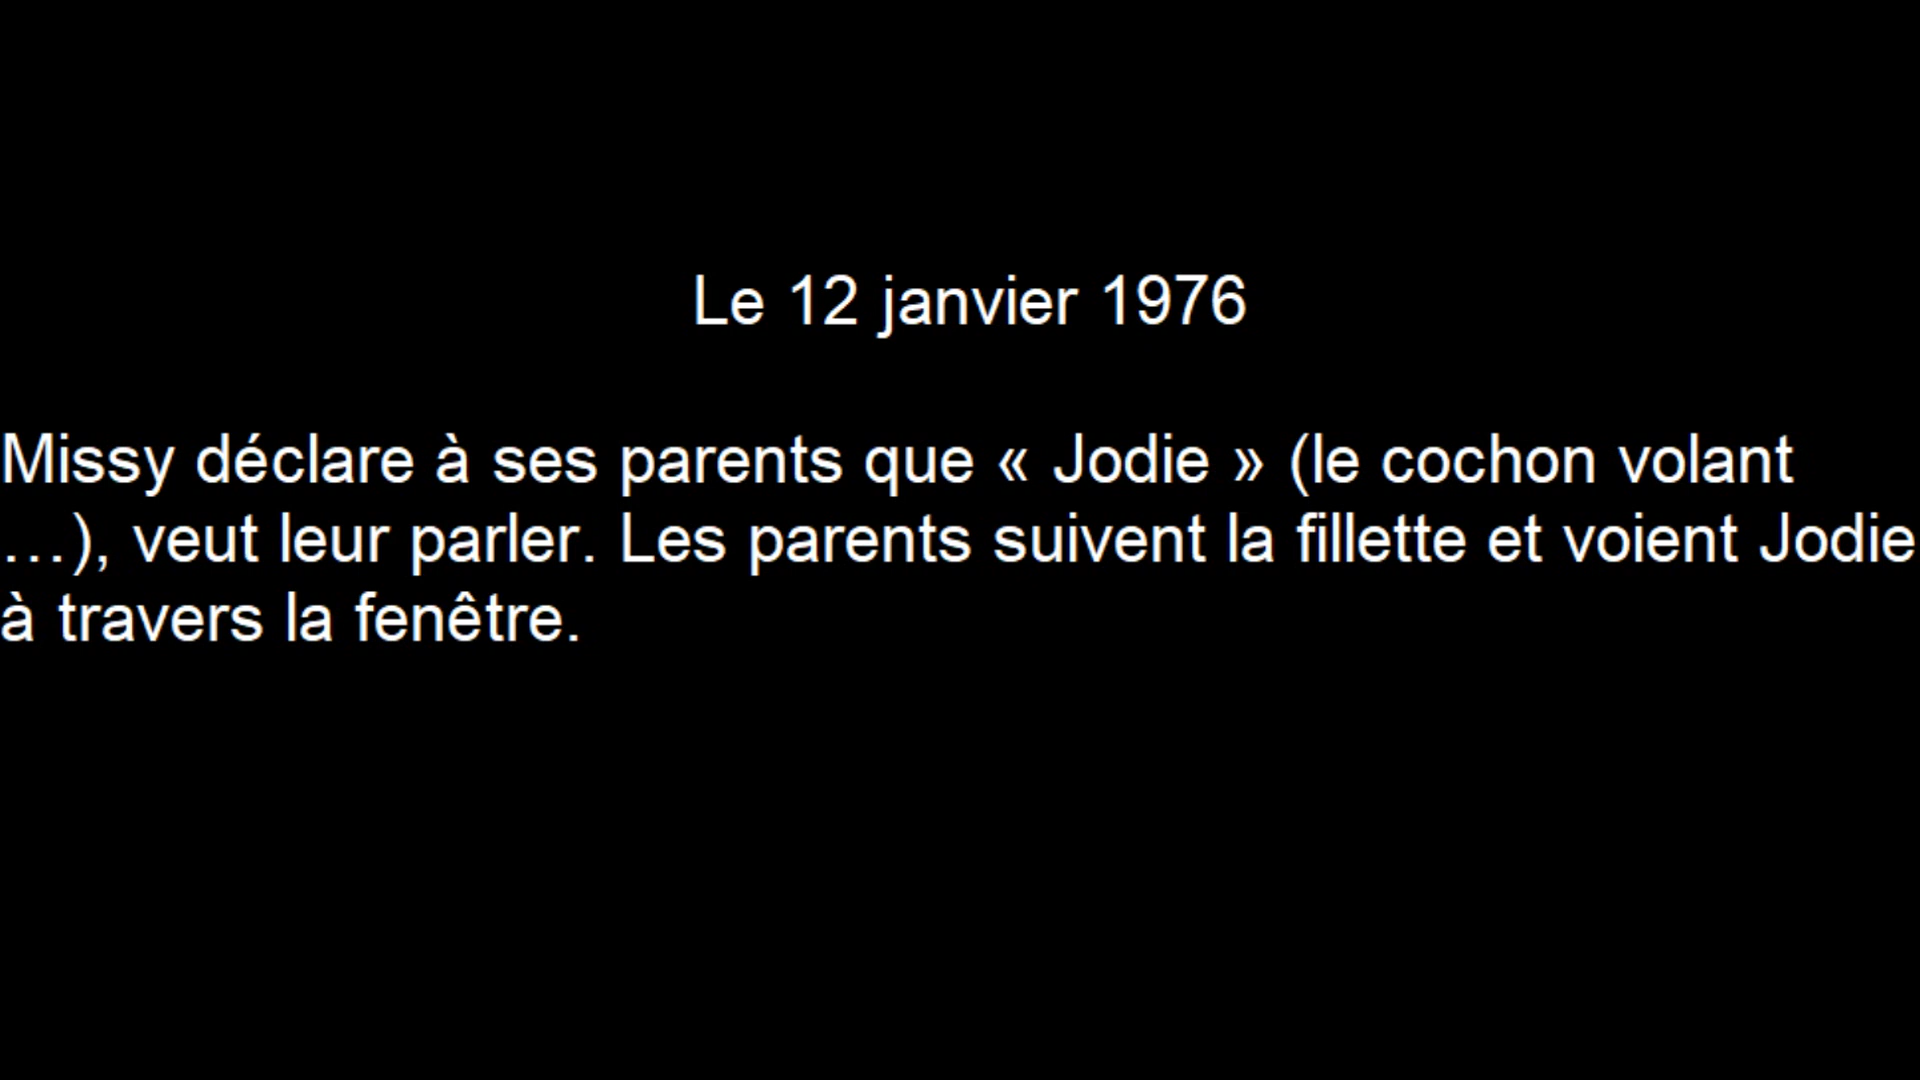 Le 12 janvier 1976
Missy déclare à ses parents que « Jodie » (le cochon volant
…), veut leur parler. Les parents suivent la fillette et voient Jodie
à travers la fenêtre.